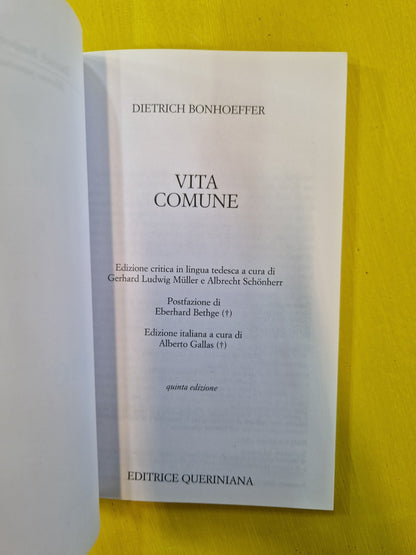 DIETRICH BONHOEFFER
VITA
COMUNE
Edizione critica in lingua tedesca a cura di
Gerhard Ludwig Müller e Albrecht Schönherr
Postfazione di
Eberhard Bethge (†)
Edizione italiana a cura di
Alberto Gallas (†)
quinta edizione
EDITRICE QUERINIANA